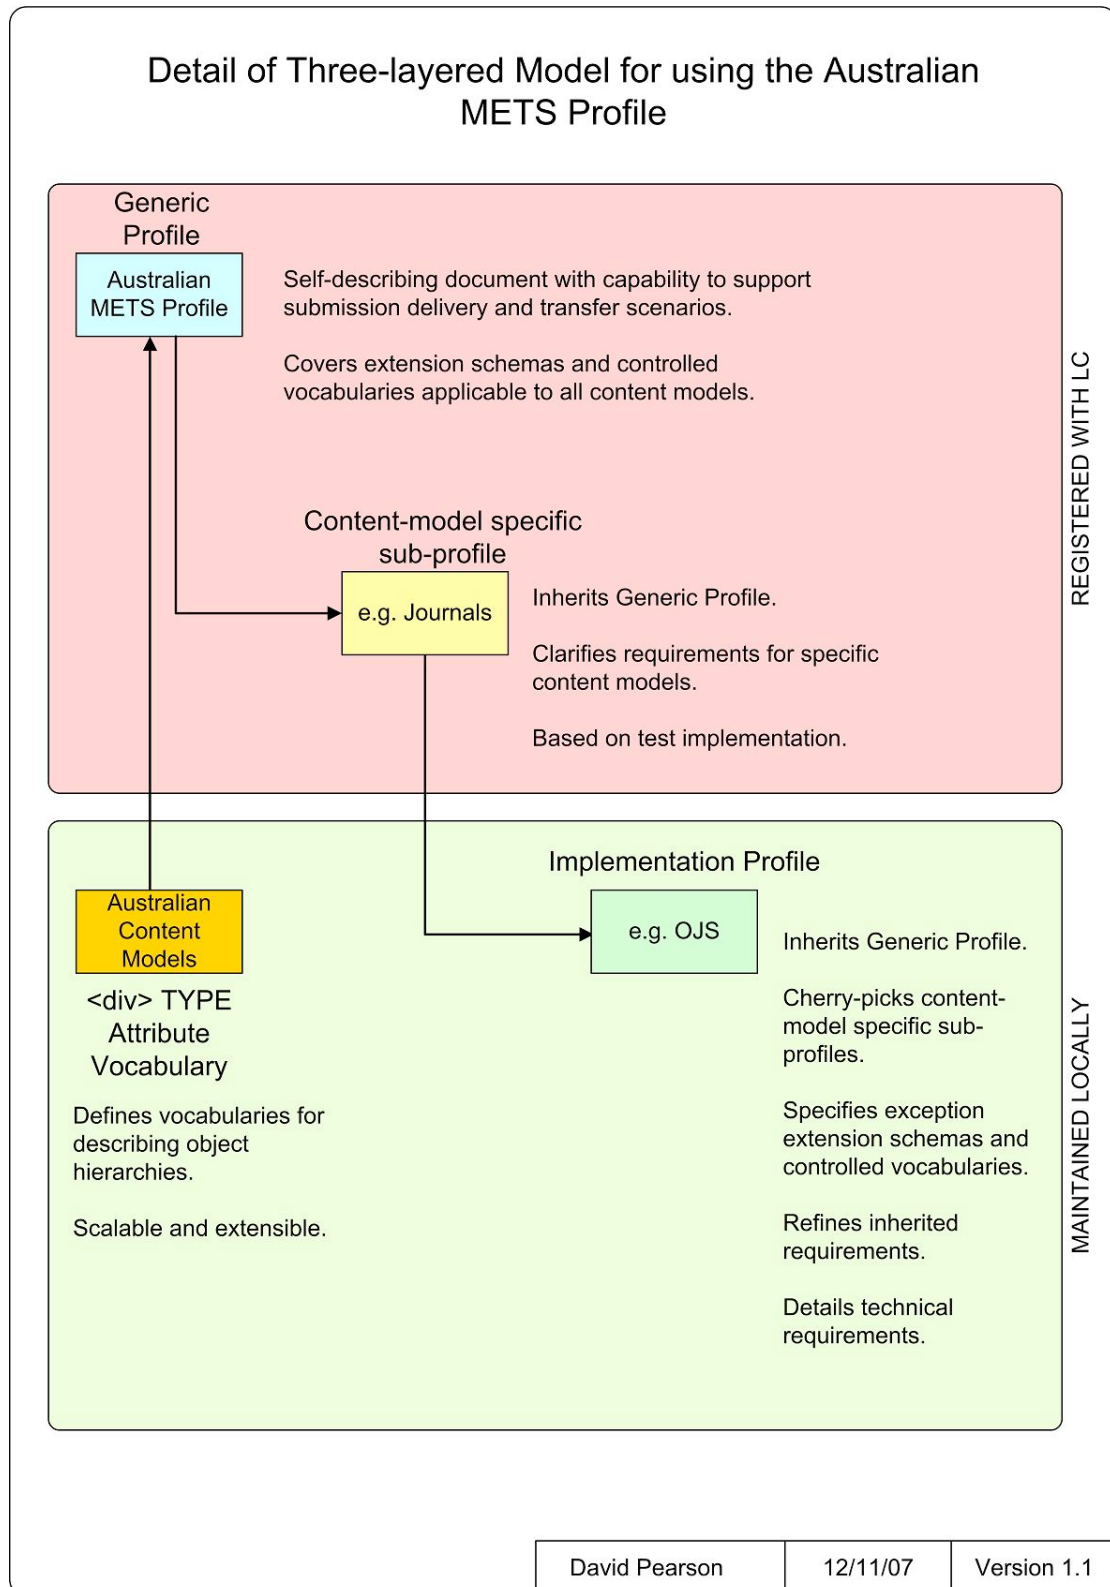 Detail of Three-layered Model for using the Australian
METS Profile
Generic
Profile
Australian
METS Profile
Self-describing document with capability to support
submission delivery and transfer scenarios.
Covers extension schemas and controlled
vocabularies applicable to all content models.
REGISTERED WITH LC
Content-model specific
sub-profile
e.g. Journals
Inherits Generic Profile.
Clarifies requirements for specific
content models.
Based on test implementation.
Australian
Content
Models
<div> TYPE
Attribute
Vocabulary
Defines vocabularies for
describing object
hierarchies.
Scalable and extensible.
Implementation Profile
e.g. OJS
Inherits Generic Profile.
Cherry-picks content-
model specific sub-
profiles.
Specifies exception
extension schemas and
controlled vocabularies.
Refines inherited
requirements.
Details technical
requirements.
MAINTAINED LOCALLY
David Pearson
12/11/07
Version 1.1